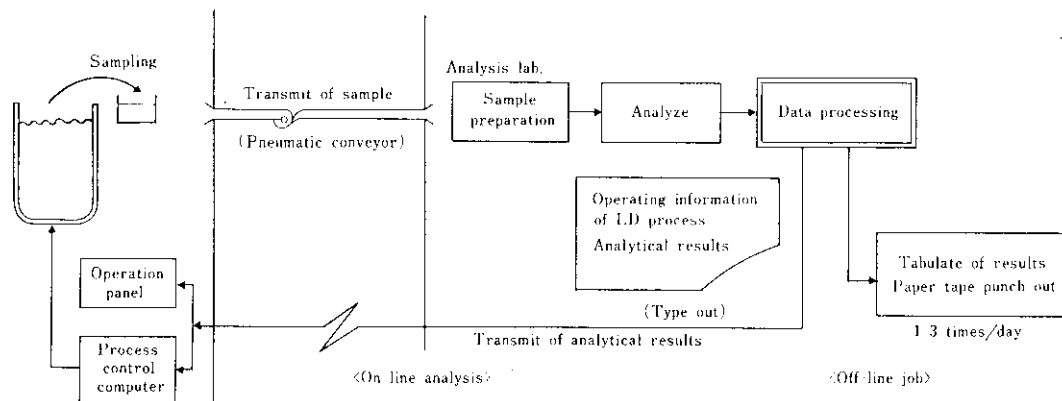 Sampling
Transmit of sample
(Pneumatic conveyor)
Analysis lab.
Sample
preparation
Analyze
Data processing
Operating information
of LD process
Analytical results
(Type out)
Tabulate of results
Paper tape punch out
1 3 times/day
Operation
panel
Process
control
computer
Transmit of analytical results
<On line analysis>
<Off-line job>